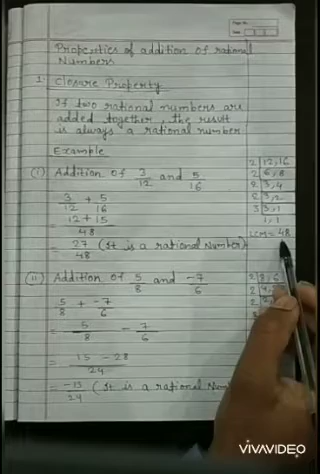 Properties of addition of rational
Numbers
1. Closure Property
If two rational numbers are
added together, the result
is always a rational number
Example
(i) Addition of 3/12 and 5/16
3/12 + 5/16
12 + 15 / 48
= 27/48 (It is a rational Number)
2 | 12, 16
2 | 6, 8
2 | 3, 4
2 | 3, 2
3 | 3, 1
1, 1
LCM = 48
(ii) Addition of 5/8 and -7/6
5/8 + -7/6
= 5/8 - 7/6
= 15 - 28 / 24
= -13/24 (It is a rational Num
2 | 8, 6
VIVAVIDEO